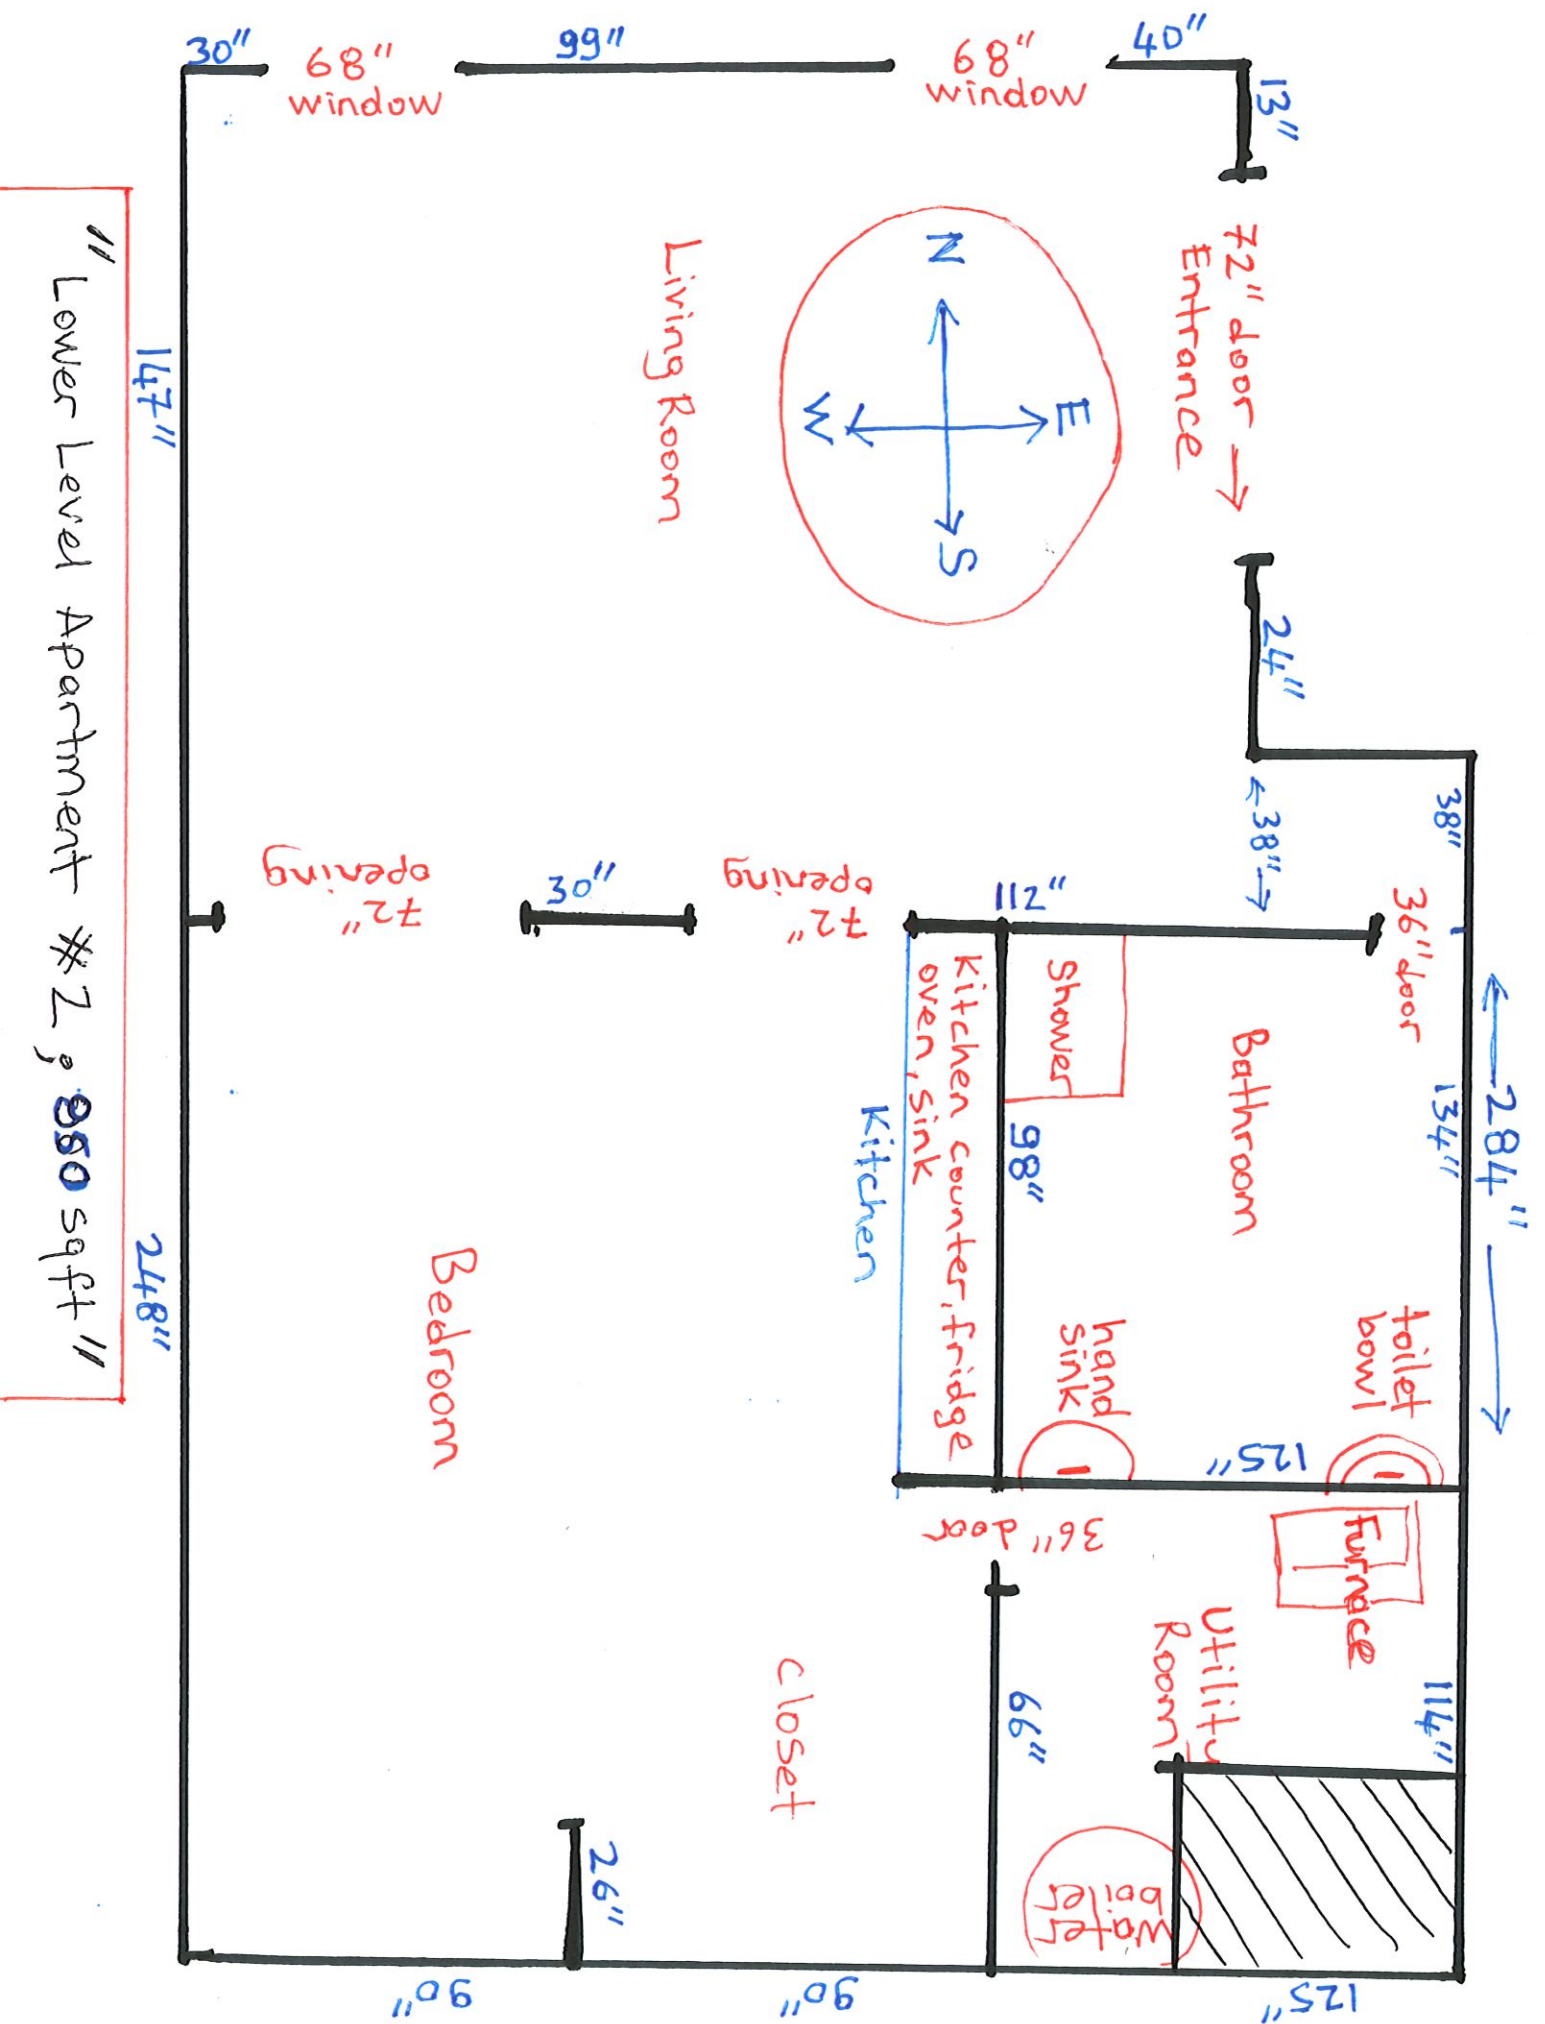 30"
68"
window
99"
68"
window
40"
13"
72" door →
Entrance
24"
N
E
W
S
Living Room
←38"→
38"
"Lower Level Apartment #2, 950 sqft"
147"
248"
72"
opening
30"
72"
opening
112"
36" door
← 284" →
134"
Shower
Bathroom
98"
Kitchen counter, fridge
oven, sink
Kitchen
hand
sink
toilet
bowl
125"
Bedroom
36" door
Furnace
Utility
Room
114"
66"
closet
26"
water
boiler
90"
90"
125"